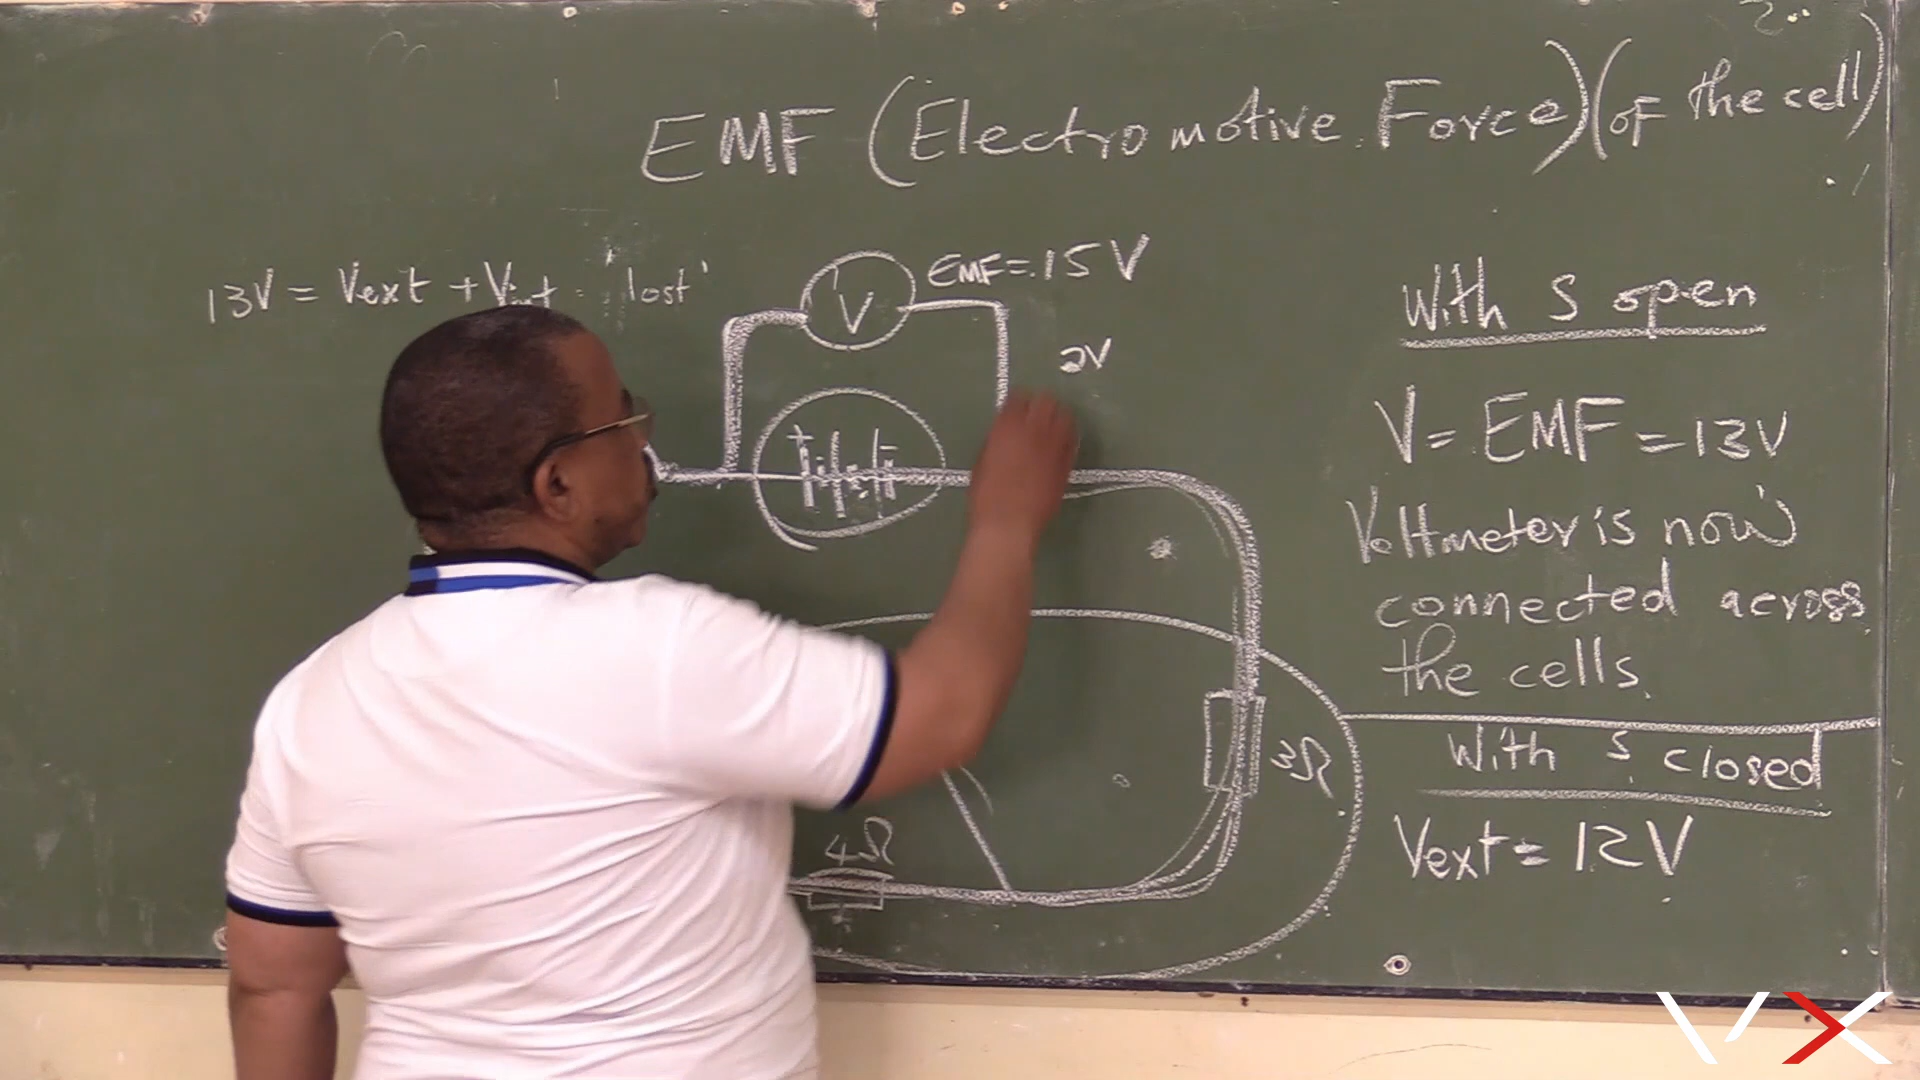 EMF (Electromotive Force) (of the cell)
13V = Vext + Vint = 'lost'
EMF = 15V
V
2V
With S open
V = EMF = 13V
Voltmeter is now
connected across
the cells.
With S closed
Vext = 12V
3Ω
4Ω
VX